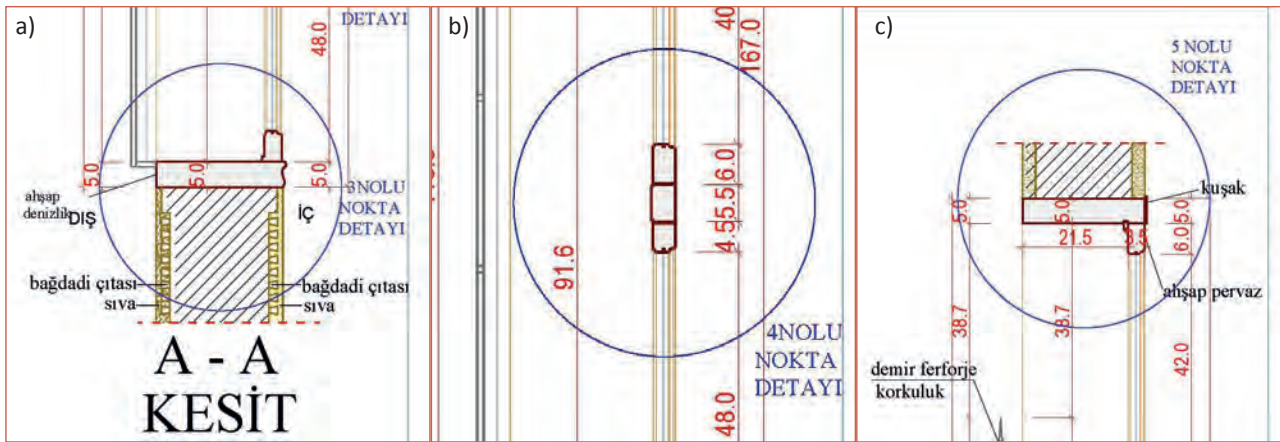 a)
DETAYI
48.0
5.0
5.0
5.0
3NOLU
NOKTA
DETAYI
ahşap
denizlik
DIŞ
İÇ
bağdadi çıtası
sıva
bağdadi çıtası
sıva
A - A
KESİT
b)
40
167.0
6.0
5.5
4.5
91.6
4NOLU
NOKTA
DETAYI
48.0
c)
5 NOLU
NOKTA
DETAYI
kuşak
5.0
5.0
5.0
21.5
3.5
6.0
ahşap pervaz
38.7
38.7
42.0
demir ferforje
korkuluk